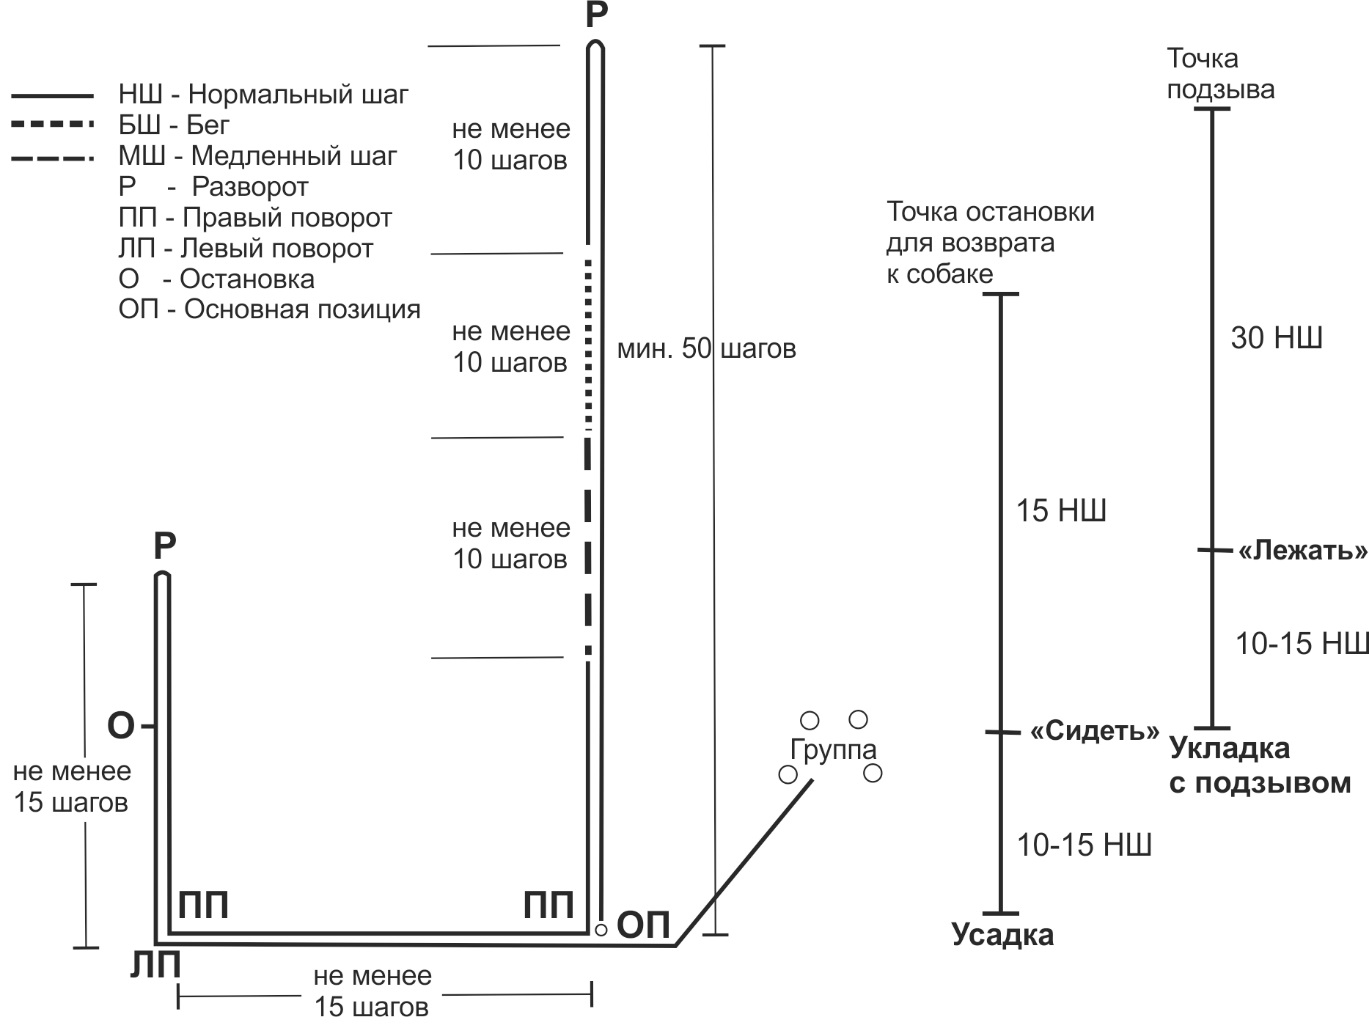 Р
НШ - Нормальный шаг
БШ - Бег
МШ - Медленный шаг
Р - Разворот
ПП - Правый поворот
ЛП - Левый поворот
О - Остановка
ОП - Основная позиция
не менее
10 шагов
не менее
10 шагов
мин. 50 шагов
не менее
10 шагов
Р
О
не менее
15 шагов
ПП
ПП
ОП
ЛП
не менее
15 шагов
Группа
Точка остановки
для возврата
к собаке
15 НШ
«Сидеть»
10-15 НШ
Усадка
Точка
подзыва
30 НШ
«Лежать»
10-15 НШ
Укладка
с подзывом